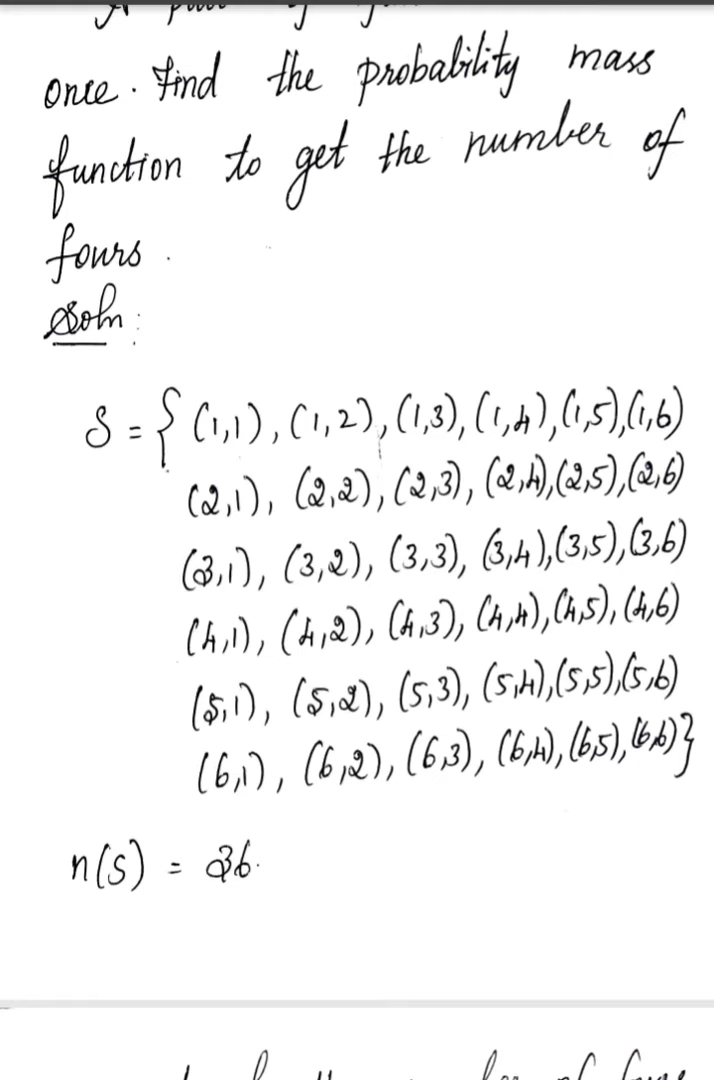 once. Find the probability mass
function to get the number of
fours.
Soln:
S = { (1,1), (1,2), (1,3), (1,4), (1,5), (1,6)
(2,1), (2,2), (2,3), (2,4), (2,5), (2,6)
(3,1), (3,2), (3,3), (3,4), (3,5), (3,6)
(4,1), (4,2), (4,3), (4,4), (4,5), (4,6)
(5,1), (5,2), (5,3), (5,4), (5,5), (5,6)
(6,1), (6,2), (6,3), (6,4), (6,5), (6,6) }
n(S) = 36.